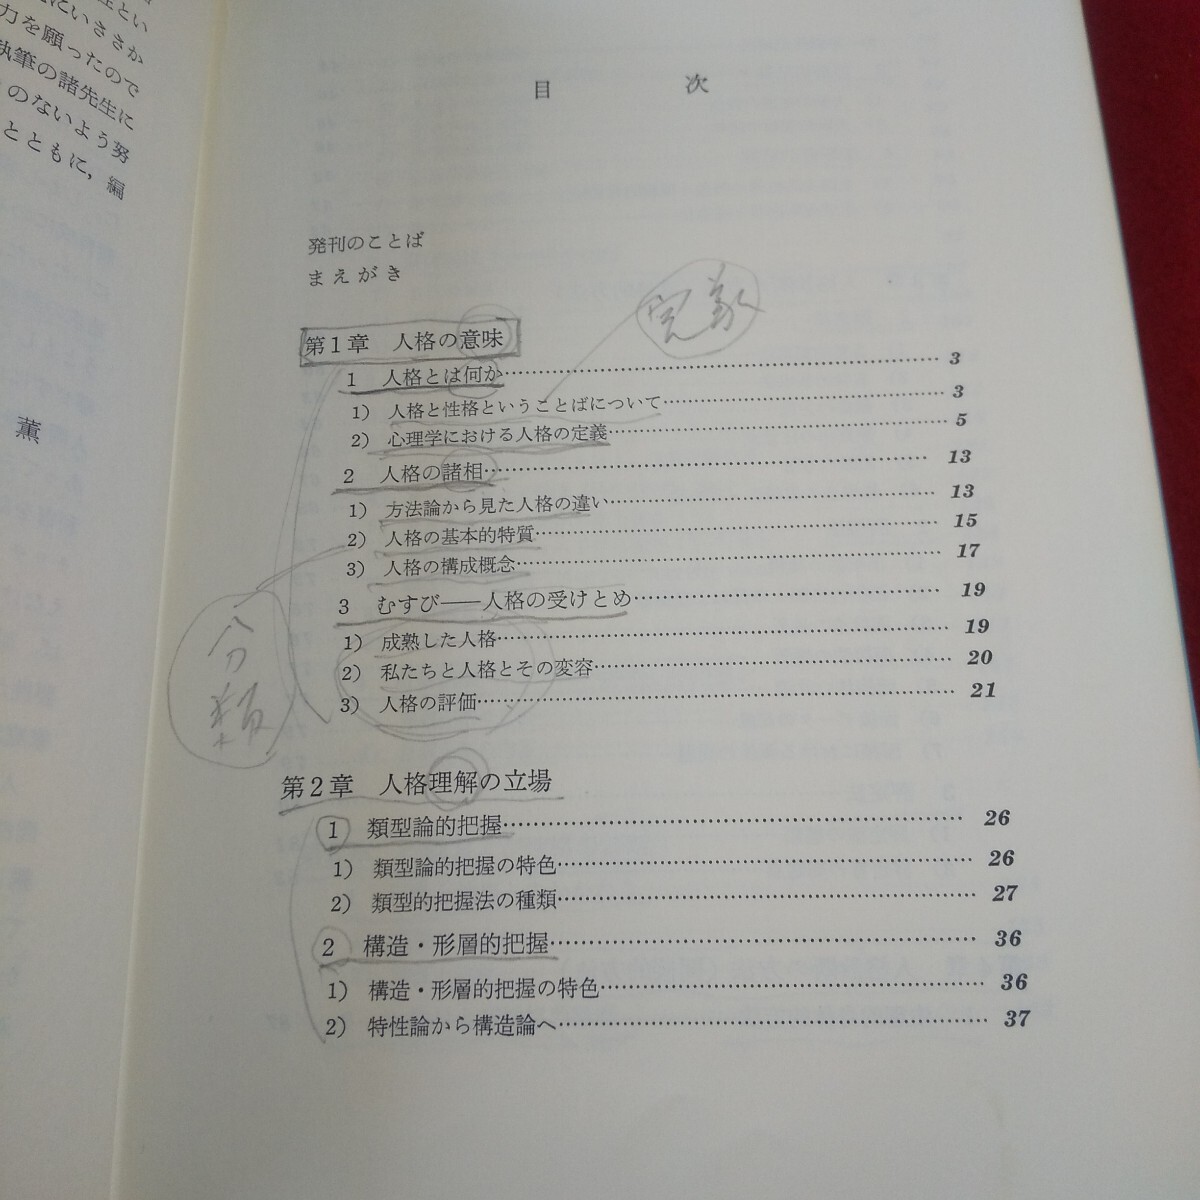 にいささか
力を願ったので
執筆の諸先生に
のないよう努
とともに，編
薫
目次
発刊のことば
まえがき
第1章 人格の意味
1 人格とは何か……3
1) 人格と性格ということばについて……3
2) 心理学における人格の定義……5
2 人格の諸相……13
1) 方法論から見た人格の違い……13
2) 人格の基本的特質……15
3) 人格の構成概念……17
3 むすび——人格の受けとめ……19
1) 成熟した人格……19
2) 私たちと人格とその変容……20
3) 人格の評価……21
分類
第2章 人格理解の立場
1 類型論的把握……26
1) 類型論的把握の特色……26
2) 類型的把握法の種類……27
2 構造・形層的把握……36
1) 構造・形層的把握の特色……36
2) 特性論から構造論へ……37